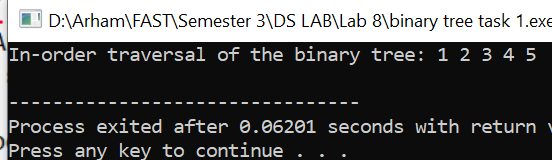 D:\Arham\FAST\Semester 3\DS LAB\Lab 8\binary tree task 1.exe
In-order traversal of the binary tree: 1 2 3 4 5
--------------------------------
Process exited after 0.06201 seconds with return
Press any key to continue . . .